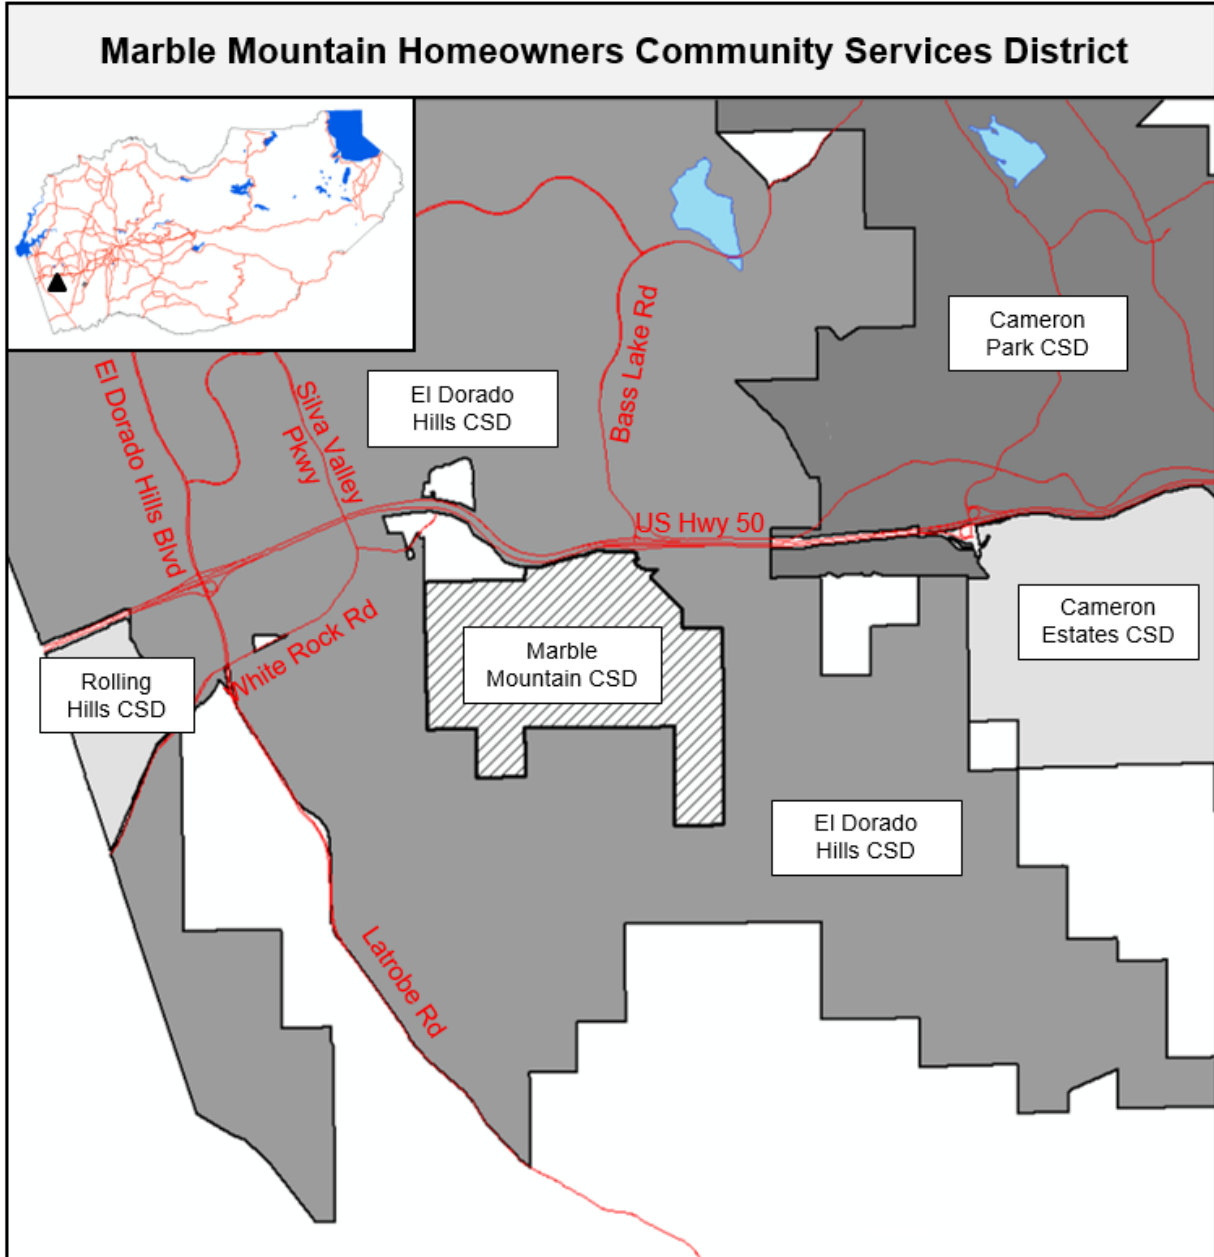 Marble Mountain Homeowners Community Services District
Cameron
Park CSD
El Dorado
Hills CSD
Bass Lake Rd
El Dorado Hills Blvd
Silva Valley
Pkwy
US Hwy 50
White Rock Rd
Cameron
Estates CSD
Marble
Mountain CSD
Rolling
Hills CSD
El Dorado
Hills CSD
Latrobe Rd